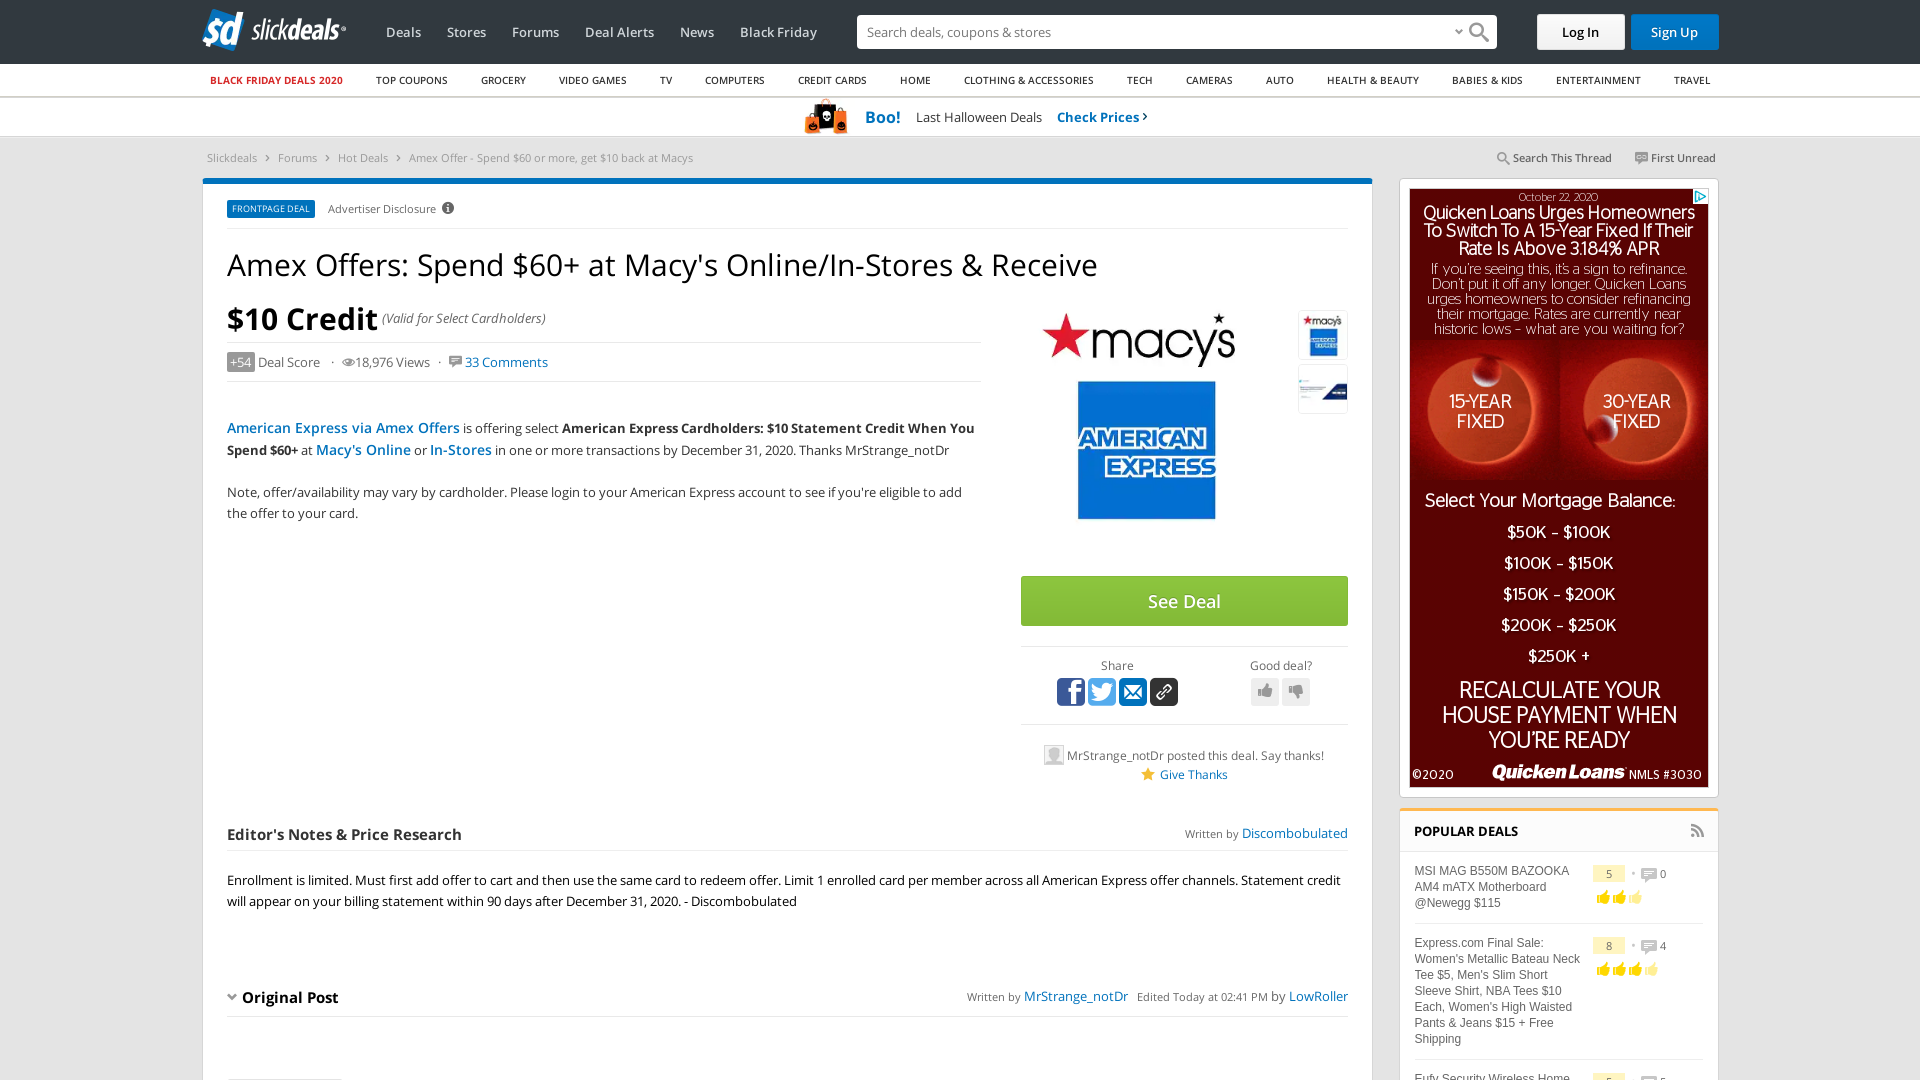 sd slickdeals
Deals Stores Forums Deal Alerts News Black Friday
Search deals, coupons & shops
Log In Sign Up
BLACK FRIDAY DEALS 2020 TOP COUPONS GROCERY VIDEO GAMES TV COMPUTERS CREDIT CARDS HOME CLOTHING & ACCESSORIES TECH CAMERAS AUTO HEALTH & BEAUTY BABIES & KIDS ENTERTAINMENT TRAVEL
Boo! Last Halloween Deals Check Prices
Slickdeals Forums Hot Deals Amex Offer - Spend $60 or more, get $10 back at Macys
Search This Thread First Unread
FRONTPAGE DEAL Advertiser Disclosure
Amex Offers: Spend $60+ at Macy's Online/In-Stores & Receive
$10 Credit (Valid for Select Cardholders)
+54 Deal Score · 18,976 Views · 33 Comments
American Express via Amex Offers is offering select American Express Cardholders: $10 Statement Credit When You
Spend $60+ at Macy's Online or In-Stores in one or more transactions by December 31, 2020. Thanks MrStrange_notDr
Note, offer/availability may vary by cardholder. Please login to your American Express account to see if you're eligible to add
the offer to your card.
macy's
AMERICAN
EXPRESS
See Deal
Share
Good deal?
MrStrange_notDr posted this deal. Say thanks!
Give Thanks
Editor's Notes & Price Research
Written by Discombobulated
Enrollment is limited. Must first add offer to cart and then use the same card to redeem offer. Limit 1 enrolled card per member across all American Express offer channels. Statement credit
will appear on your billing statement within 90 days after December 31, 2020. - Discombobulated
Original Post
Written by MrStrange_notDr Edited Today at 02:41 PM by LowRoller
October 22, 2020
Quicken Loans Urges Homeowners
To Switch To A 15-Year Fixed If Their
Rate Is Above 3.184% APR
If you're seeing this, it's a sign to refinance.
Don't put it off any longer. Quicken Loans
urges homeowners to consider refinancing
their mortgage. Rates are currently near
historic lows - what are you waiting for?
15-YEAR
FIXED
30-YEAR
FIXED
Select Your Mortgage Balance:
$50K - $100K
$100K - $150K
$150K - $200K
$200K - $250K
$250K +
RECALCULATE YOUR
HOUSE PAYMENT WHEN
YOU'RE READY
©2020 Quicken Loans NMLS #3030
POPULAR DEALS
MSI MAG B550M BAZOOKA
AM4 mATX Motherboard
@Newegg $115
5 • 0
Express.com Final Sale:
Women's Metallic Bateau Neck
Tee $5, Men's Slim Short
Sleeve Shirt, NBA Tees $10
Each, Women's High Waisted
Pants & Jeans $15 + Free
Shipping
8 • 4
Eufy Security Wireless Home